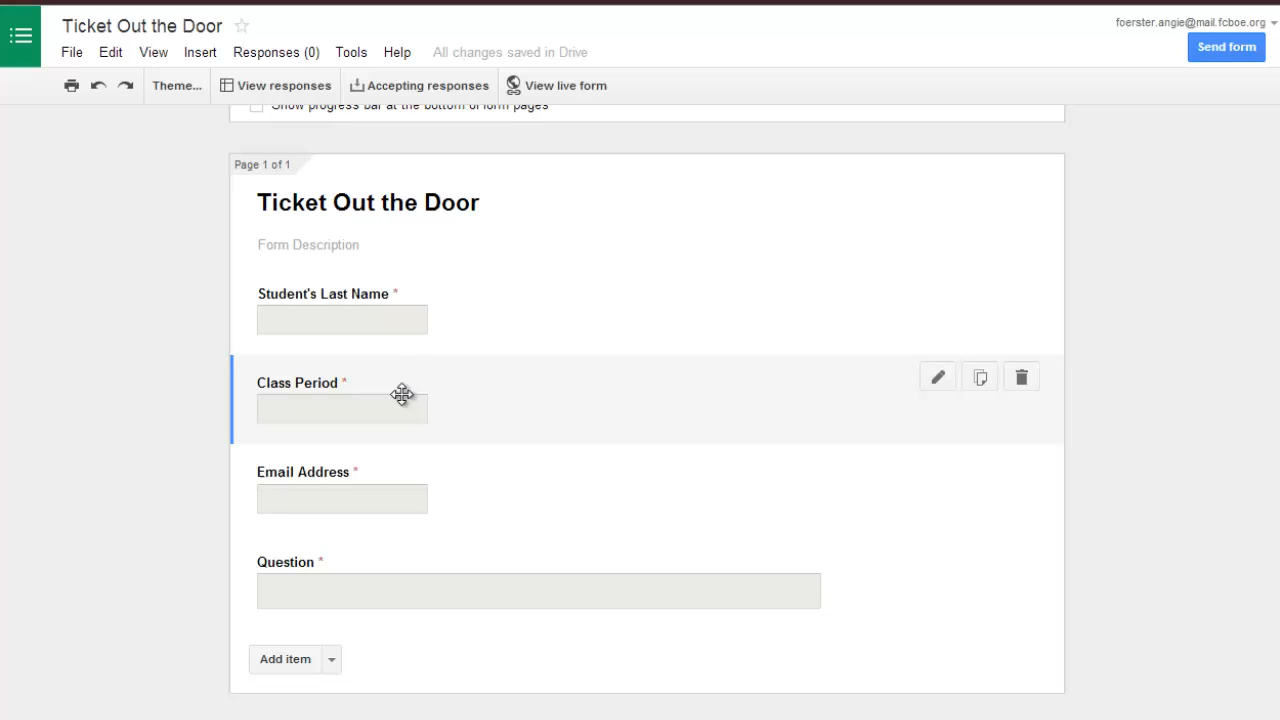 Ticket Out the Door
foerster.angie@mail.fcboe.org
File Edit View Insert Responses (0) Tools Help All changes saved in Drive
Send form
Theme... View responses Accepting responses View live form
Show progress bar at the bottom of form pages
Page 1 of 1
Ticket Out the Door
Form Description
Student's Last Name *
Class Period *
Email Address *
Question *
Add item